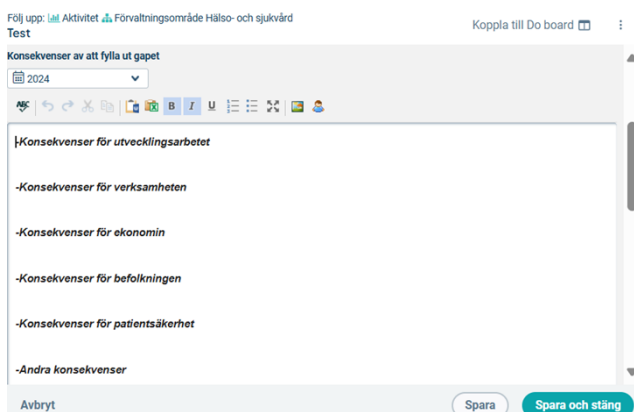 Följ upp: Aktivitet Förvaltningsområde Hälso- och sjukvård
Test
Koppla till Do board
Konsekvenser av att fylla ut gapet
2024
ABC
B I U
-Konsekvenser för utvecklingsarbetet
-Konsekvenser för verksamheten
-Konsekvenser för ekonomin
-Konsekvenser för befolkningen
-Konsekvenser för patientsäkerhet
-Andra konsekvenser
Avbryt
Spara
Spara och stäng